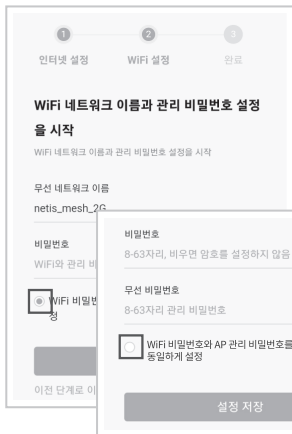 1
2
3
인터넷 설정
WiFi 설정
완료
WiFi 네트워크 이름과 관리 비밀번호 설정
을 시작
WiFi 네트워크 이름과 관리 비밀번호 설정을 시작
무선 네트워크 이름
netis_mesh_2G
비밀번호
WiFi와 관리
WiFi 비밀
정
이전 단계로
비밀번호
8-63자리, 비우면 암호를 설정하지 않음
무선 비밀번호
8-63자리 관리 비밀번호
WiFi 비밀번호와 AP 관리 비밀번호를
동일하게 설정
설정 저장